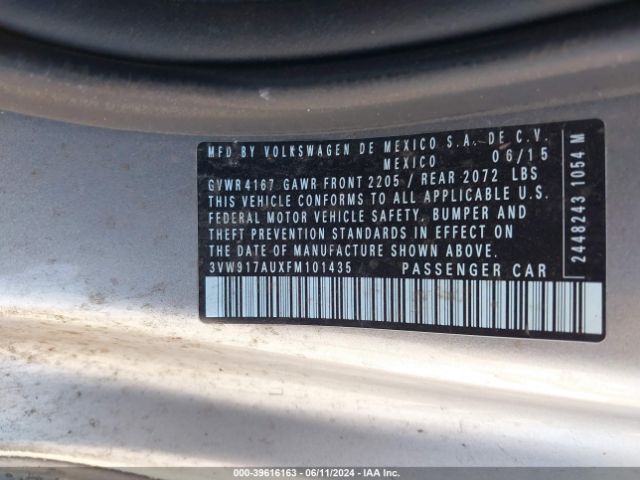 MFD BY VOLKSWAGEN DE MEXICO S.A. DE C.V.
MEXICO 06/15
GVWR 4167 GAWR FRONT 2205 / REAR 2072 LBS
THIS VEHICLE CONFORMS TO ALL APPLICABLE U.S.
FEDERAL MOTOR VEHICLE SAFETY, BUMPER AND
THEFT PREVENTION STANDARDS IN EFFECT ON
THE DATE OF MANUFACTURE SHOWN ABOVE.
3VW917AUXFM101435 PASSENGER CAR
2448243 1054 M
000-39616163 - 06/11/2024 - IAA Inc.